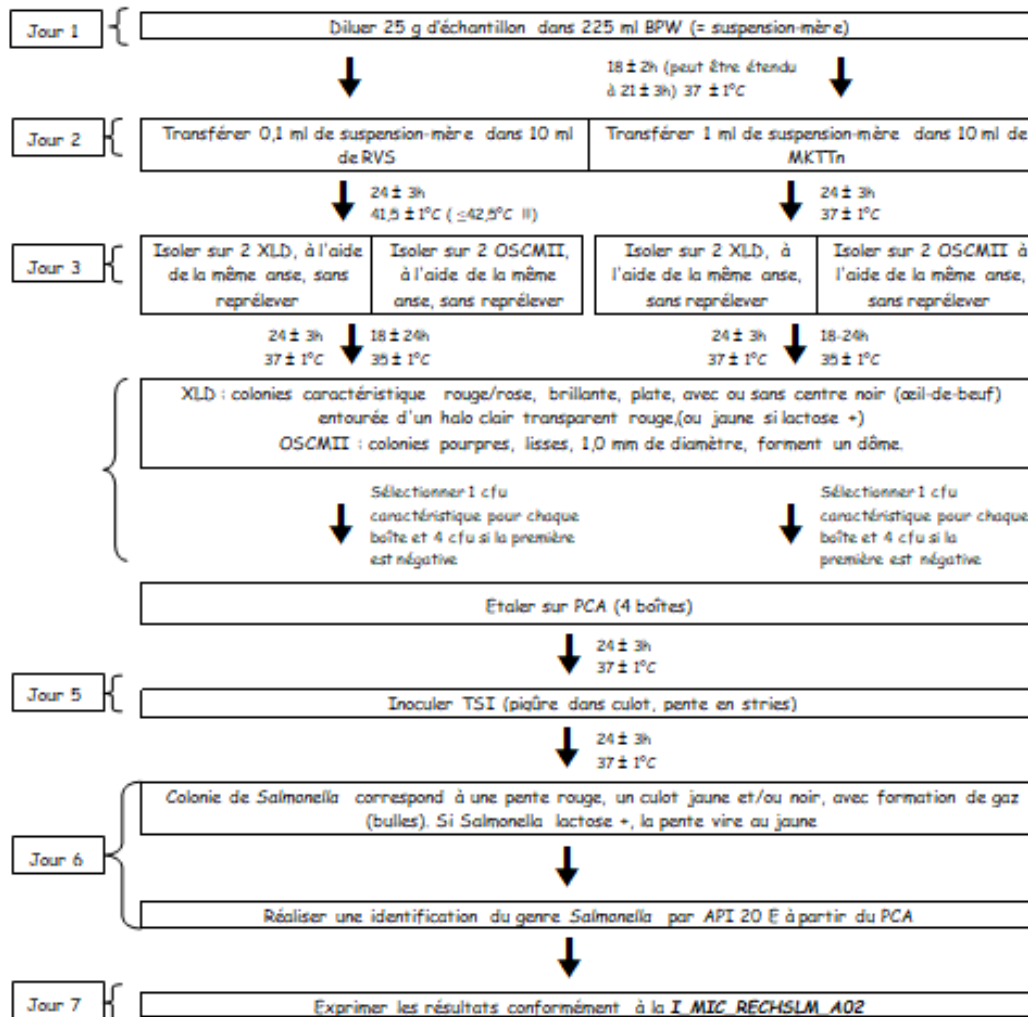 Jour 1
Diluer 25 g d'échantillon dans 225 ml BPW (= suspension-mère)
18 ± 2h (peut être étendu
à 21 ± 3h) 37 ± 1°C
Jour 2
Transférer 0,1 ml de suspension-mère dans 10 ml
de RVS
Transférer 1 ml de suspension-mère dans 10 ml de
MKTTn
24 ± 3h
41,5 ± 1°C ( ≤42,5°C !!)
24 ± 3h
37 ± 1°C
Jour 3
Isoler sur 2 XLD, à l'aide
de la même anse, sans
reprélever
Isoler sur 2 OSCMII,
à l'aide de la même
anse, sans reprélever
Isoler sur 2 XLD, à
l'aide de la même anse,
sans reprélever
Isoler sur 2 OSCMII à
l'aide de la même anse,
sans reprélever
24 ± 3h
37 ± 1°C
18 ± 24h
35 ± 1°C
24 ± 3h
37 ± 1°C
18-24h
35 ± 1°C
XLD : colonies caractéristique rouge/rose, brillante, plate, avec ou sans centre noir (œil-de-beuf)
entourée d'un halo clair transparent rouge,(ou jaune si lactose +)
OSCMII : colonies pourpres, lisses, 1,0 mm de diamètre, forment un dôme.
Sélectionner 1 cfu
caractéristique pour chaque
boîte et 4 cfu si la première
est négative
Sélectionner 1 cfu
caractéristique pour chaque
boîte et 4 cfu si la
première est négative
Etaler sur PCA (4 boîtes)
24 ± 3h
37 ± 1°C
Jour 5
Inoculer TSI (piqûre dans culot, pente en stries)
24 ± 3h
37 ± 1°C
Jour 6
Colonie de Salmonella correspond à une pente rouge, un culot jaune et/ou noir, avec formation de gaz
(bulles). Si Salmonella lactose +, la pente vire au jaune
Réaliser une identification du genre Salmonella par API 20 E à partir du PCA
Jour 7
Exprimer les résultats conformément à la I_MIC_RECHSLM_A02